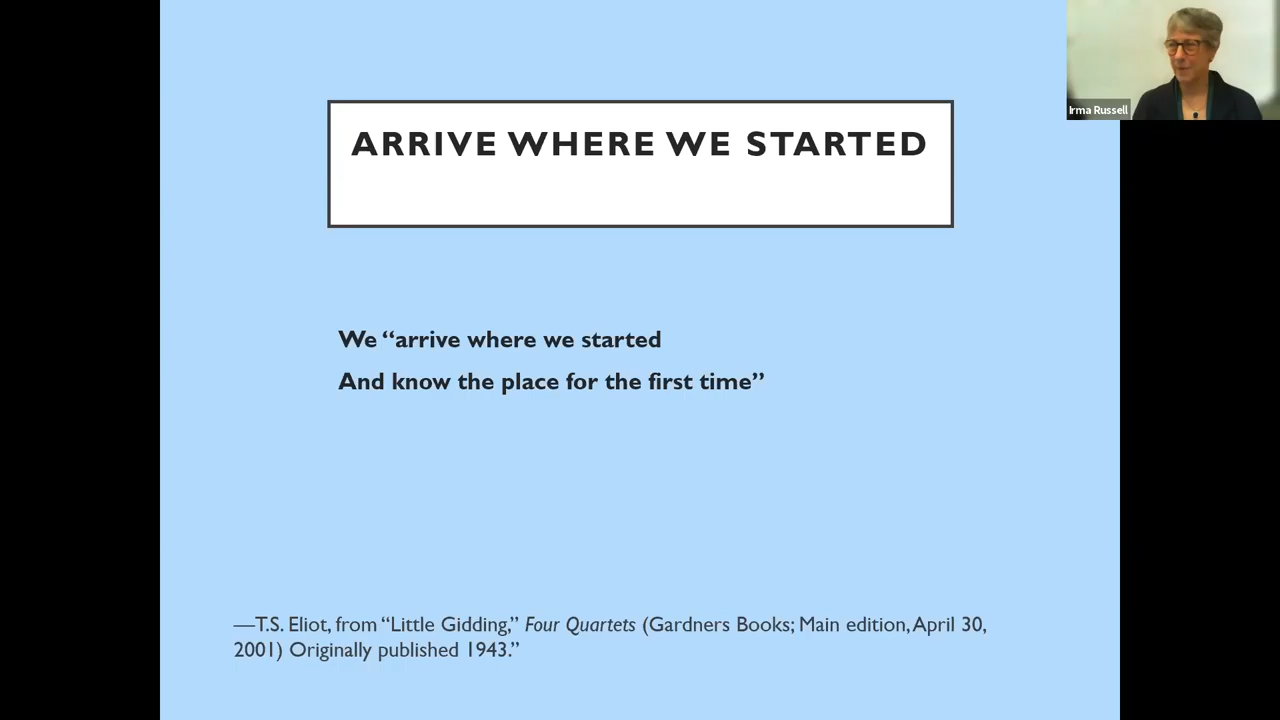 ARRIVE WHERE WE STARTED
Irma Russell
We “arrive where we started
And know the place for the first time”
—T.S. Eliot, from “Little Gidding,” Four Quartets (Gardners Books; Main edition, April 30,
2001) Originally published 1943.”